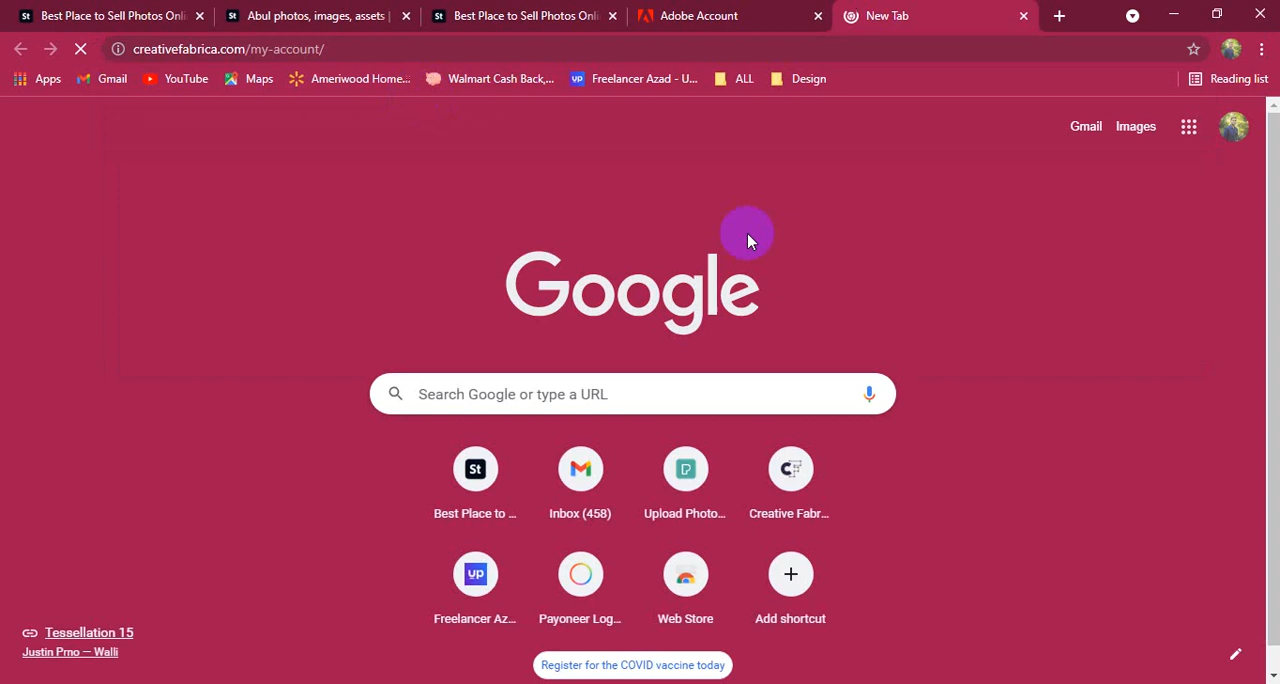 Best Place to Sell Photos Onli
Abul photos, images, assets |
Best Place to Sell Photos Onli
Adobe Account
New Tab
creativefabrica.com/my-account/
Apps
Gmail
YouTube
Maps
Ameriwood Home...
Walmart Cash Back,...
Freelancer Azad - U...
ALL
Design
Reading list
Gmail
Images
Google
Search Google or type a URL
St
Best Place to ...
Inbox (458)
Upload Photo...
Creative Fabr...
up
Freelancer Az...
Payoneer Log...
Web Store
Add shortcut
Tessellation 15
Justin Prno — Walli
Register for the COVID vaccine today